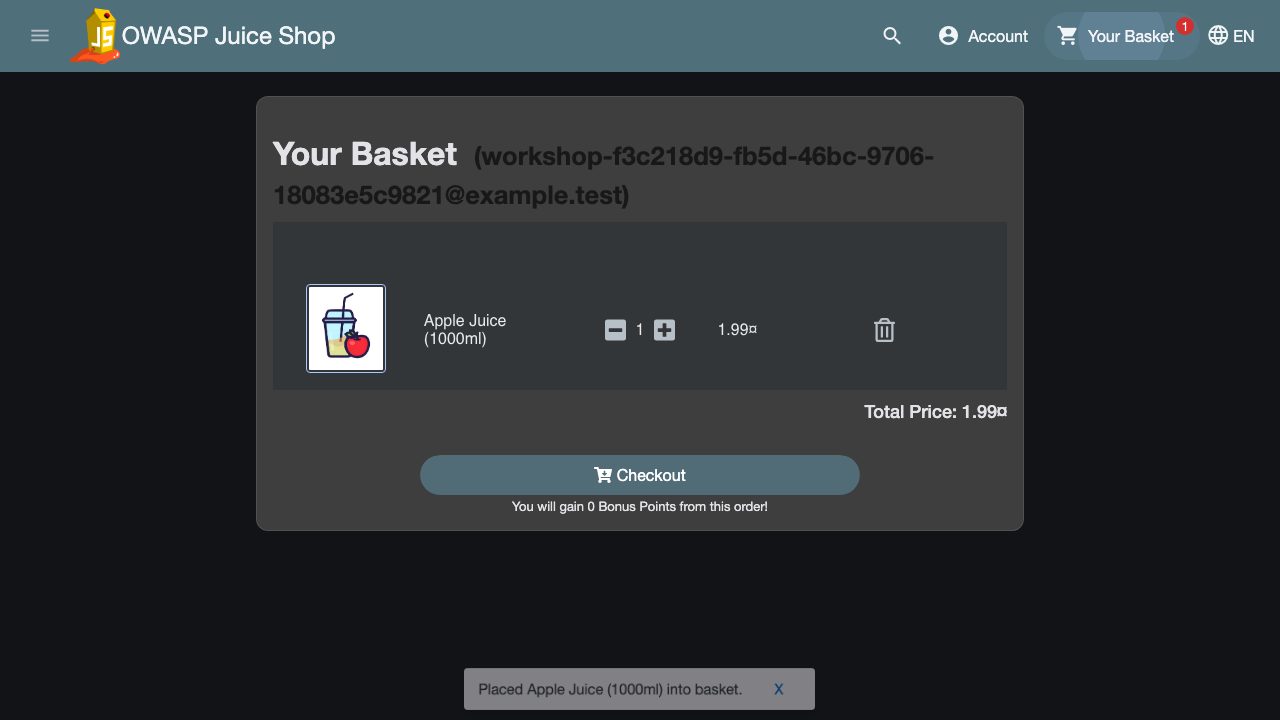 OWASP Juice Shop
Account
Your Basket
1
EN
Your Basket (workshop-f3c218d9-fb5d-46bc-9706-
18083e5c9821@example.test)
Apple Juice
(1000ml)
1
1.99¤
Total Price: 1.99¤
Checkout
You will gain 0 Bonus Points from this order!
Placed Apple Juice (1000ml) into basket.
X